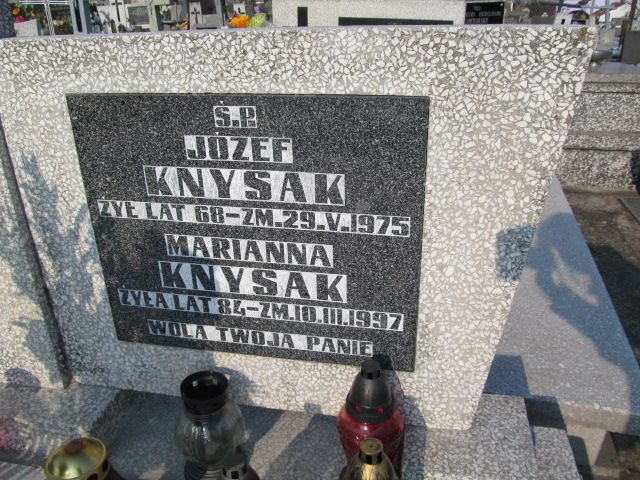 Ś.P.
JÓZEF
KNYSAK
ŻYŁ LAT 68-ZM.29.V.1975
MARIANNA
KNYSAK
ŻYŁA LAT 84-ZM.10.III.1997
WOLA TWOJA PANIE